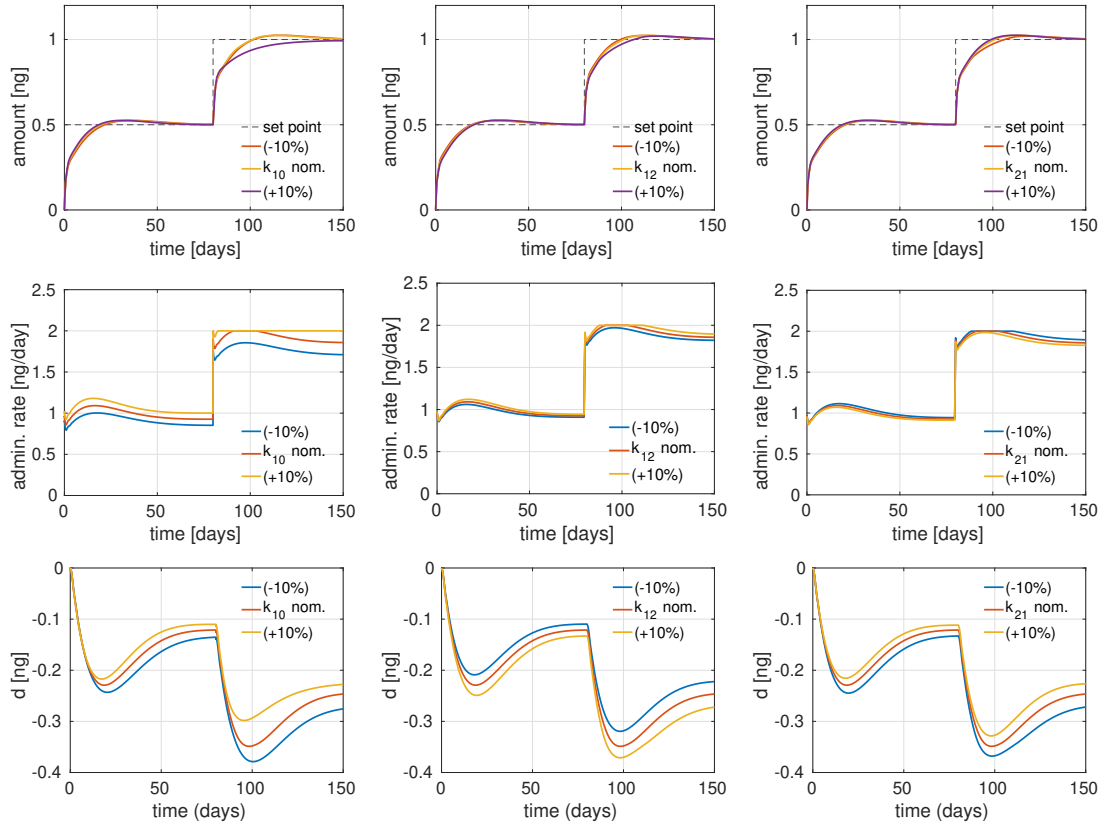 amount [ng]
1
0.5
0
set point
(-10%)
k10 nom.
(+10%)
0 50 100 150
time [days]
amount [ng]
1
0.5
0
set point
(-10%)
k12 nom.
(+10%)
0 50 100 150
time [days]
amount [ng]
1
0.5
0
set point
(-10%)
k21 nom.
(+10%)
0 50 100 150
time [days]
admin. rate [ng/day]
2.5
2
1.5
1
0.5
0
(-10%)
k10 nom.
(+10%)
0 50 100 150
time [days]
admin. rate [ng/day]
2.5
2
1.5
1
0.5
0
(-10%)
k12 nom.
(+10%)
0 50 100 150
time [days]
admin. rate [ng/day]
2.5
2
1.5
1
0.5
0
(-10%)
k21 nom.
(+10%)
0 50 100 150
time [days]
d [ng]
0
-0.1
-0.2
-0.3
-0.4
(-10%)
k10 nom.
(+10%)
0 50 100 150
time (days)
d [ng]
0
-0.1
-0.2
-0.3
-0.4
(-10%)
k12 nom.
(+10%)
0 50 100 150
time (days)
d [ng]
0
-0.1
-0.2
-0.3
-0.4
(-10%)
k21 nom.
(+10%)
0 50 100 150
time (days)